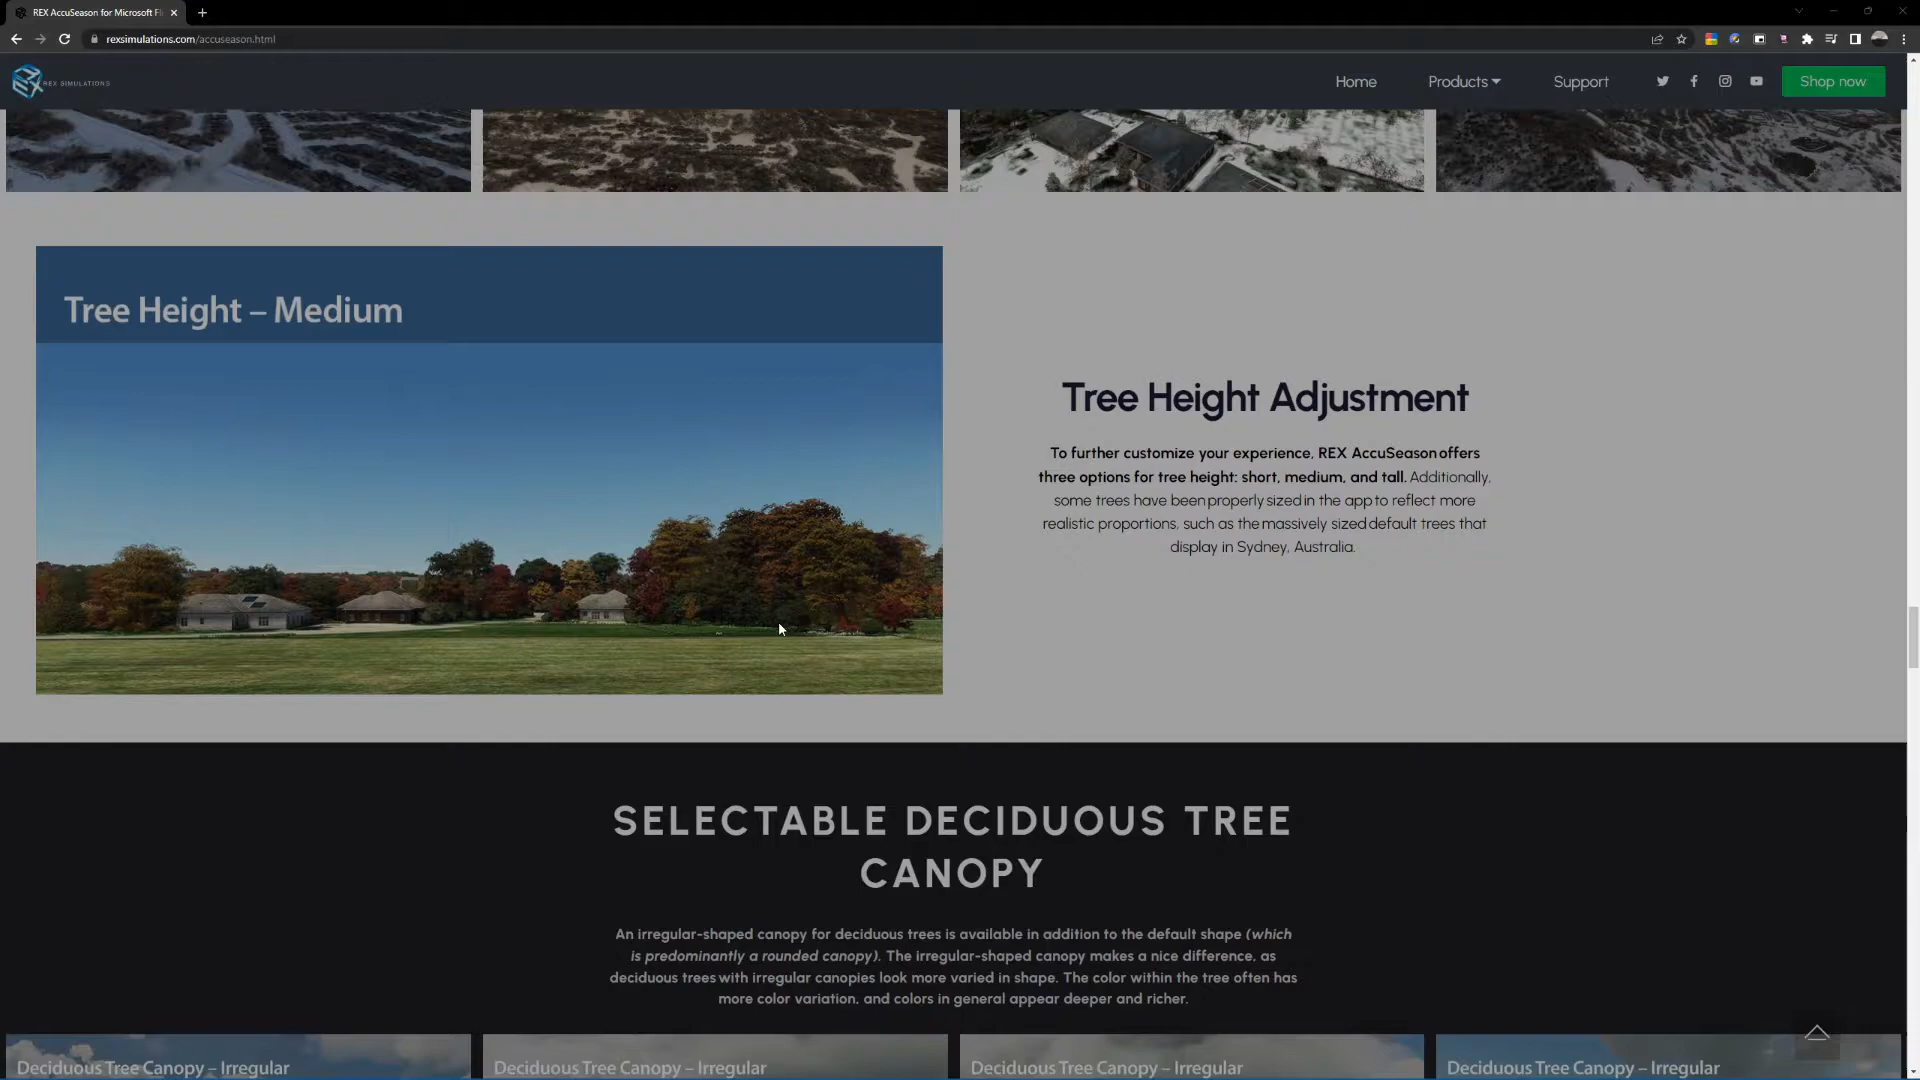 REX AccuSeason for Microsoft Fl
rexsimulations.com/accuseason.html
REX SIMULATIONS
Home
Products
Support
Shop now
Tree Height – Medium
Tree Height Adjustment
To further customize your experience, REX AccuSeason offers
three options for tree height: short, medium, and tall. Additionally,
some trees have been properly sized in the app to reflect more
realistic proportions, such as the massively sized default trees that
display in Sydney, Australia.
SELECTABLE DECIDUOUS TREE
CANOPY
An irregular-shaped canopy for deciduous trees is available in addition to the default shape (which
is predominantly a rounded canopy). The irregular-shaped canopy makes a nice difference, as
deciduous trees with irregular canopies look more varied in shape. The color within the tree often has
more color variation, and colors in general appear deeper and richer.
Deciduous Tree Canopy – Irregular
Deciduous Tree Canopy – Irregular
Deciduous Tree Canopy – Irregular
Deciduous Tree Canopy – Irregular